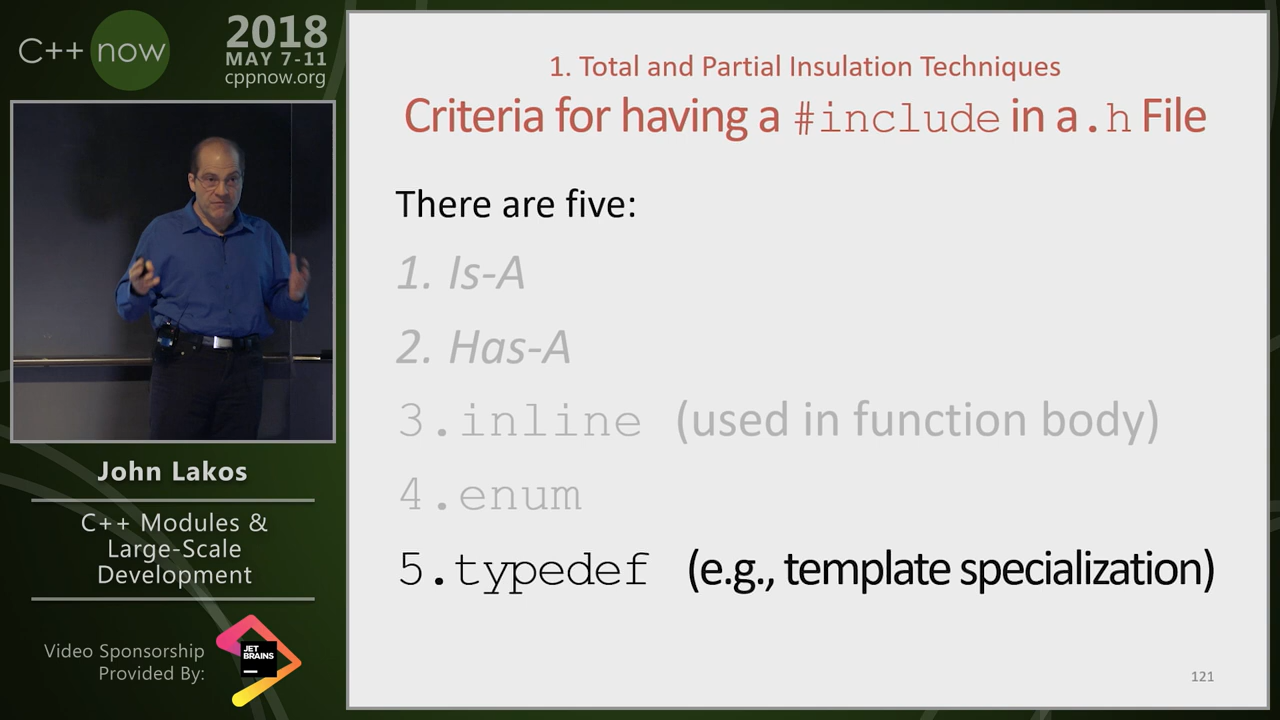 C++ now
2018
MAY 7-11
cppnow.org
John Lakos
C++ Modules &
Large-Scale
Development
Video Sponsorship
Provided By:
JET
BRAINS
1. Total and Partial Insulation Techniques
Criteria for having a #include in a .h File
There are five:
1. Is-A
2. Has-A
3.inline (used in function body)
4.enum
5.typedef (e.g., template specialization)
121